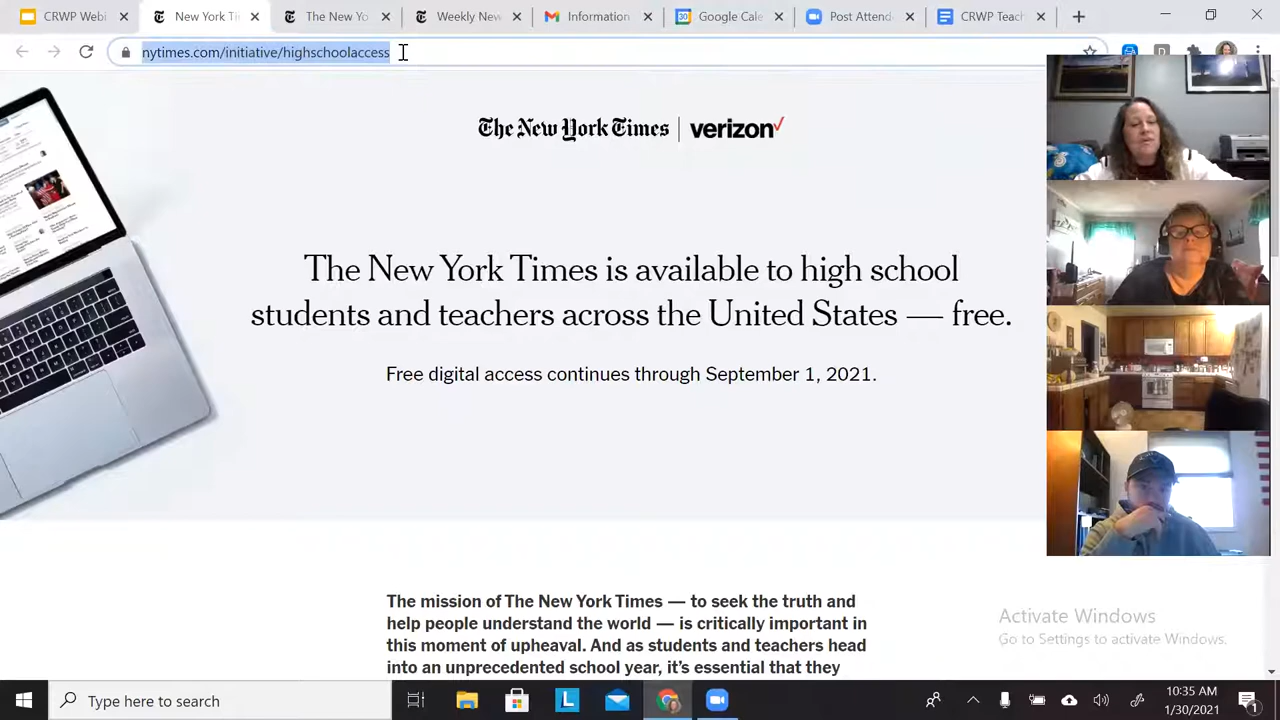 CRWP Webi
New York Ti
The New Yo
Weekly New
Information
Google Cale
Post Attend
CRWP Teach
nytimes.com/initiative/highschoolaccess
The New York Times | verizon✓
The New York Times is available to high school
students and teachers across the United States — free.
Free digital access continues through September 1, 2021.
The mission of The New York Times — to seek the truth and
help people understand the world — is critically important in
this moment of upheaval. And as students and teachers head
into an unprecedented school year, it's essential that they
Activate Windows
Go to Settings to activate Windows.
Type here to search
10:35 AM
1/30/2021